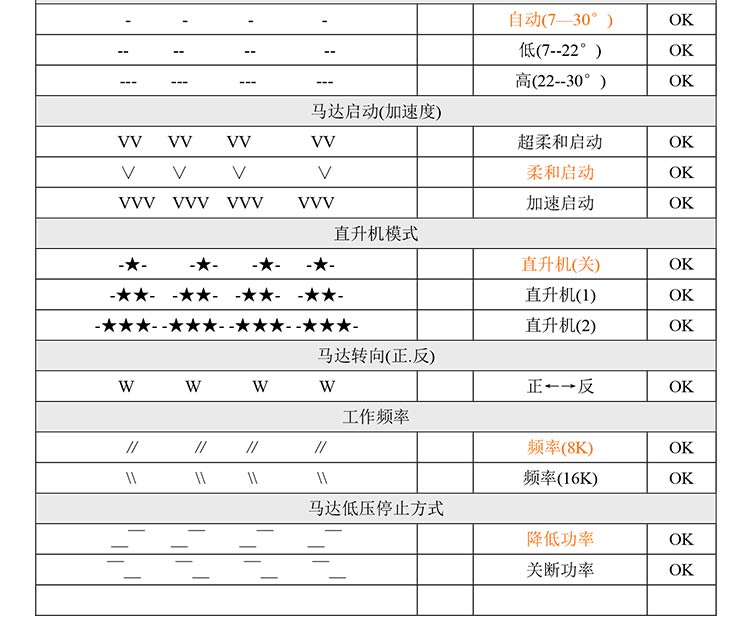 - - - - 自动(7—30°) OK
-- -- -- -- 低(7--22°) OK
--- --- --- --- 高(22--30°) OK
马达启动(加速度)
VV VV VV VV 超柔和启动 OK
∨ ∨ ∨ ∨ 柔和启动 OK
VVV VVV VVV VVV 加速启动 OK
直升机模式
-★- -★- -★- -★- 直升机(关) OK
-★★- -★★- -★★- -★★- 直升机(1) OK
-★★★- -★★★- -★★★- -★★★- 直升机(2) OK
马达转向(正.反)
W W W W 正←→反 OK
工作频率
// // // // 频率(8K) OK
\\ \\ \\ \\ 频率(16K) OK
马达低压停止方式
_— _— _— _— 降低功率 OK
—_ —_ —_ —_ 关断功率 OK